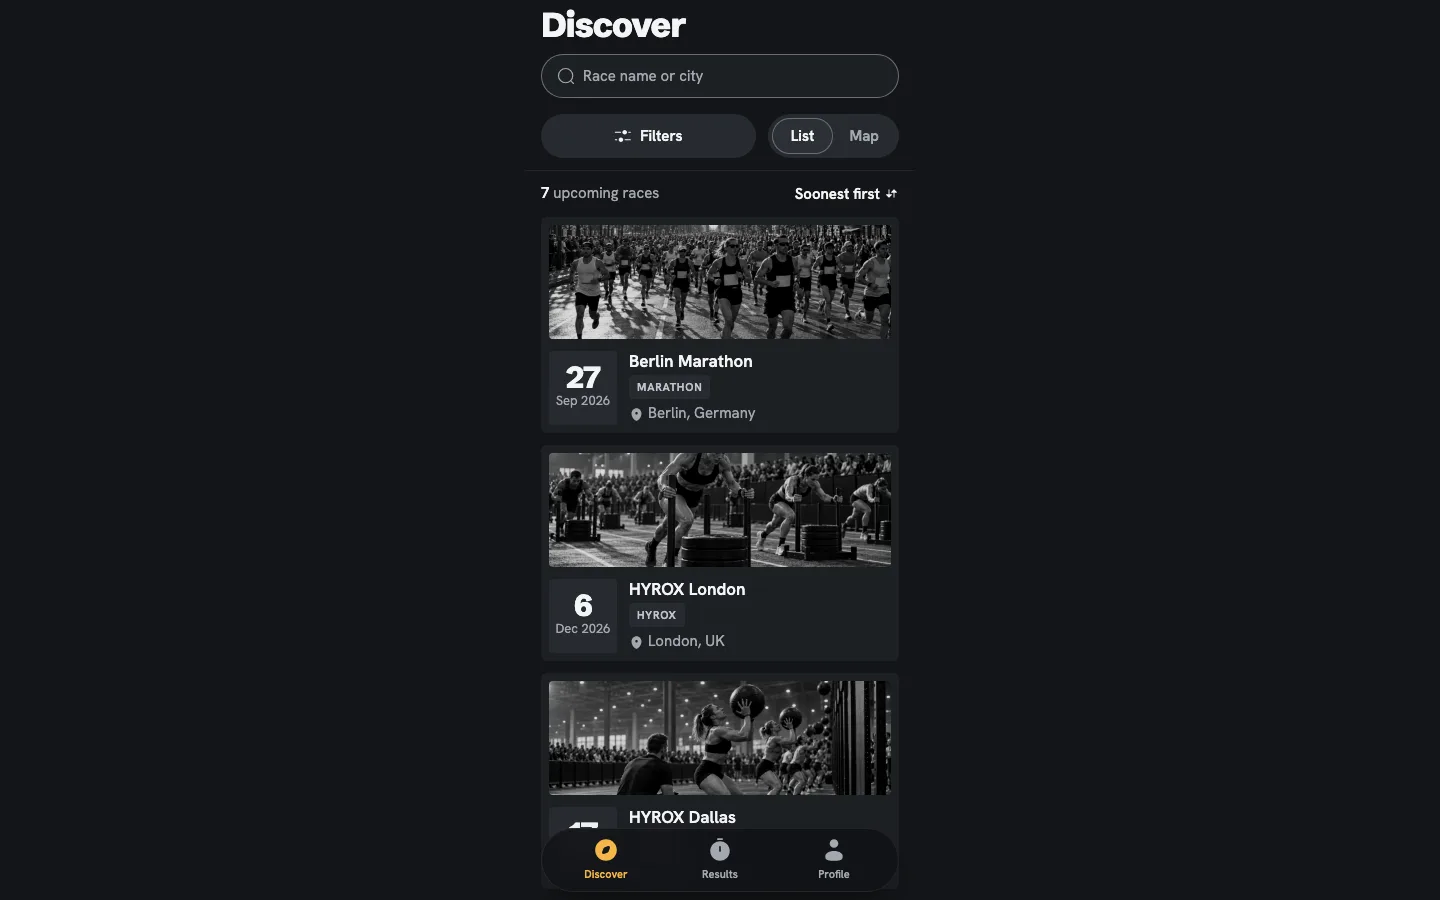 Discover
Race name or city
Filters
List
Map
7 upcoming races
Soonest first
27
Sep 2026
Berlin Marathon
MARATHON
Berlin, Germany
6
Dec 2026
HYROX London
HYROX
London, UK
HYROX Dallas
Discover
Results
Profile